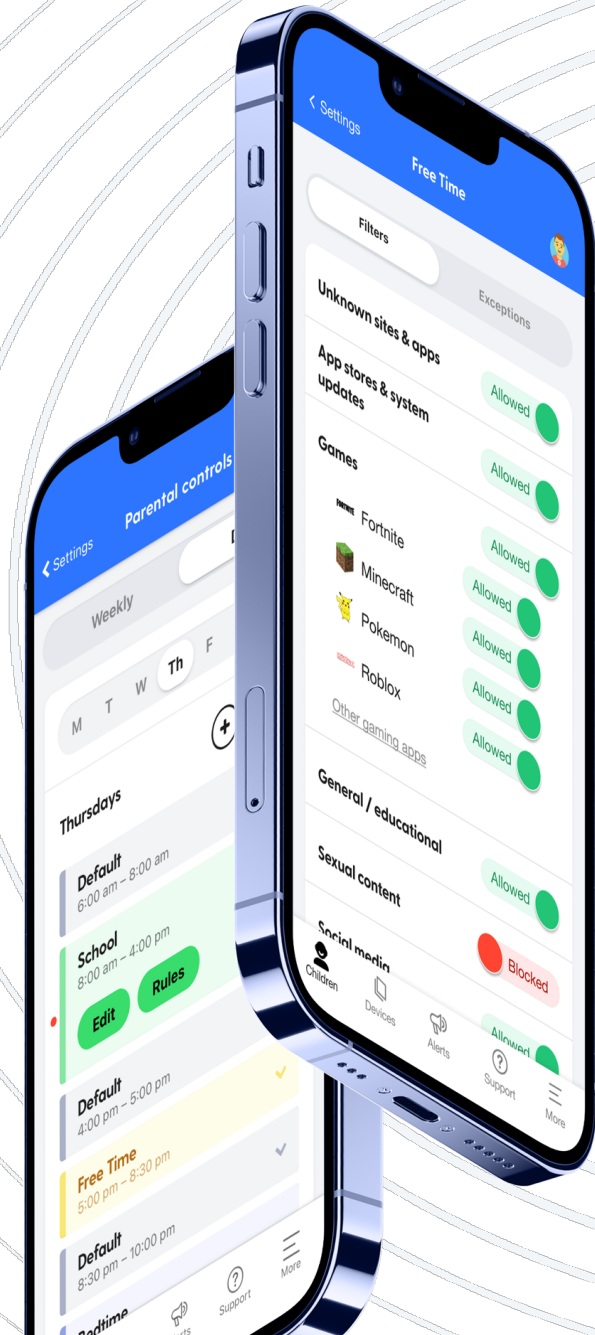 Settings
Free Time
Filters
Exceptions
Unknown sites & apps
Allowed
App stores & system
updates
Allowed
Games
Allowed
FORTNITE
Fortnite
Allowed
Minecraft
Allowed
Pokemon
Allowed
Roblox
Allowed
Other gaming apps
General / educational
Allowed
Sexual content
Blocked
Social media
Allowed
Children
Devices
Alerts
Support
More
Parental controls
Settings
Weekly
M T W Th F
Thursdays
Default
6:00 am – 8:00 am
School
8:00 am – 4:00 pm
Edit
Rules
Default
4:00 pm – 5:00 pm
Free Time
5:00 pm – 8:30 pm
Default
8:30 pm – 10:00 pm
Bedtime
Support
More